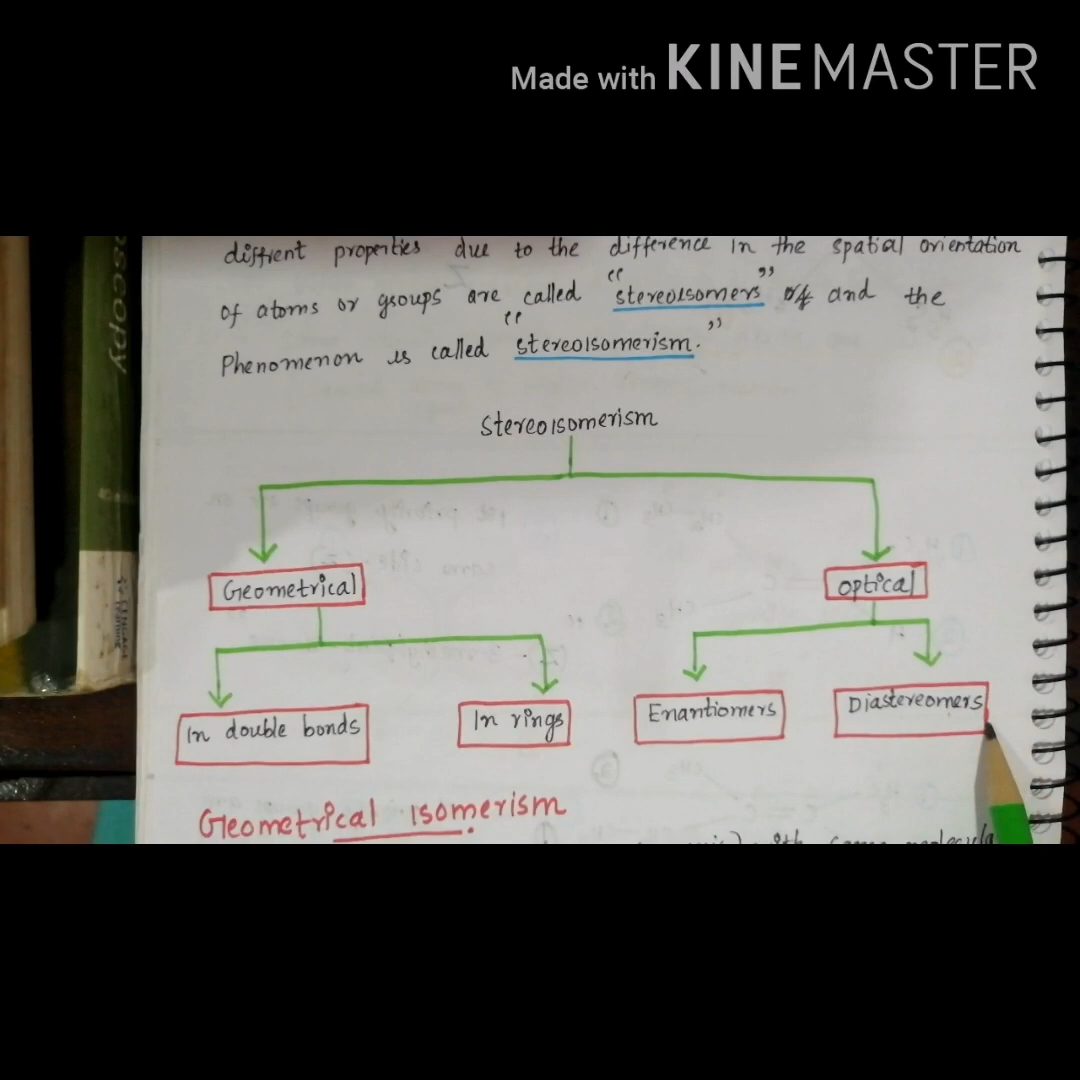 Made with KINEMASTER
oscopy
diffrent properties due to the difference in the spatial orientation
of atoms or groups are called "stereoisomers" and the
Phenomenon is called "stereoisomerism."
Stereoisomerism
Geometrical
optical
In double bonds
In rings
Enantiomers
Diastereomers
Geometrical isomerism